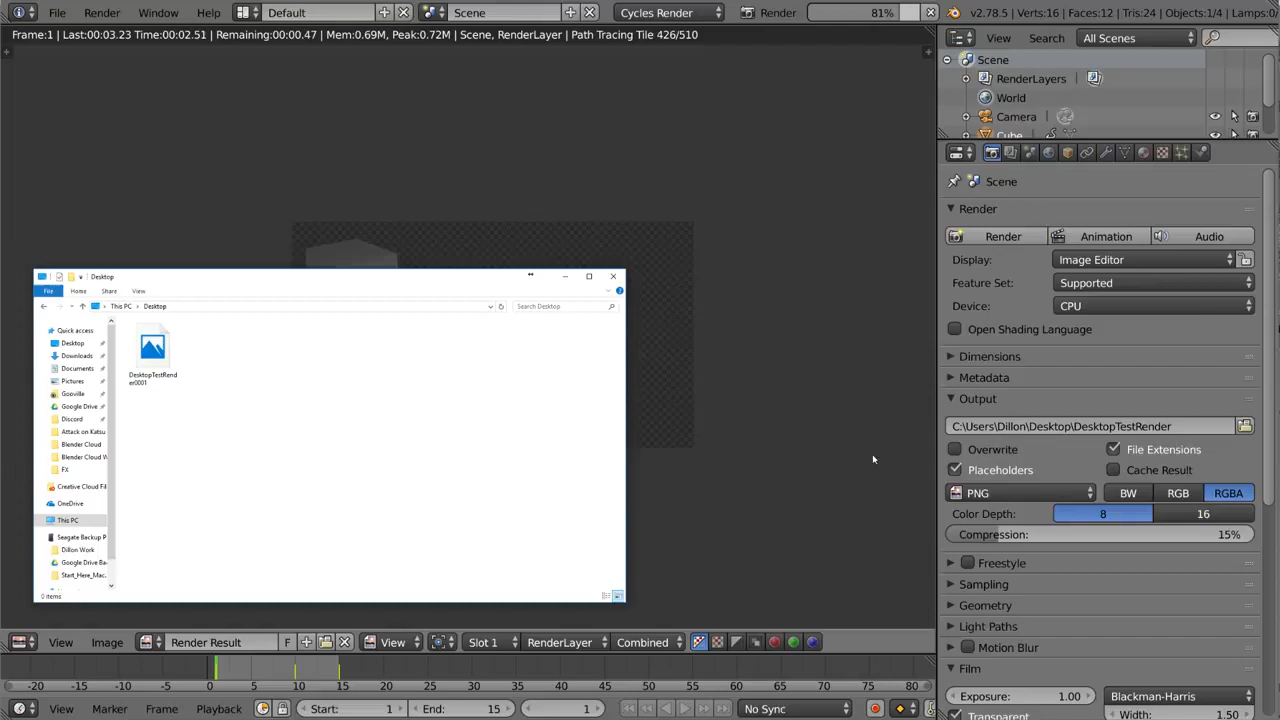 File Render Window Help Default Scene Cycles Render Render 81% v2.78.5 | Verts:16 | Faces:12 | Tris:24 | Objects:1/4 | Lamps:0/
Frame:1 | Last:00:03.23 Time:00:02.51 | Remaining:00:00.47 | Mem:0.69M, Peak:0.72M | Scene, RenderLayer | Path Tracing Tile 426/510
View Search All Scenes
Scene
RenderLayers
World
Camera
Cube
Scene
Render
Render Animation Audio
Display: Image Editor
Feature Set: Supported
Device: CPU
Open Shading Language
Dimensions
Metadata
Output
C:\Users\Dillon\Desktop\DesktopTestRender
Overwrite File Extensions
Placeholders Cache Result
PNG BW RGB RGBA
Color Depth: 8 16
Compression: 15%
Freestyle
Sampling
Geometry
Light Paths
Motion Blur
Film
Exposure: 1.00 Blackman-Harris
Transparent Width: 1.50
Desktop
File Home Share View
This PC Desktop Search Desktop
Quick access
Desktop
Downloads
Documents
Pictures
Gooville
Google Drive
Discord
Attack on Katsu
Blender Cloud
Blender Cloud W
FX
Creative Cloud Fil
OneDrive
This PC
Seagate Backup P
Dillon Work
Google Drive Ba
Start_Here_Mac.
DesktopTestRend
er0001
0 items
View Image Render Result F View Slot 1 RenderLayer Combined
-20 -15 -10 -5 0 5 10 15 20 25 30 35 40 45 50 55 60 65 70 75 80
View Marker Frame Playback Start: 1 End: 15 1 No Sync